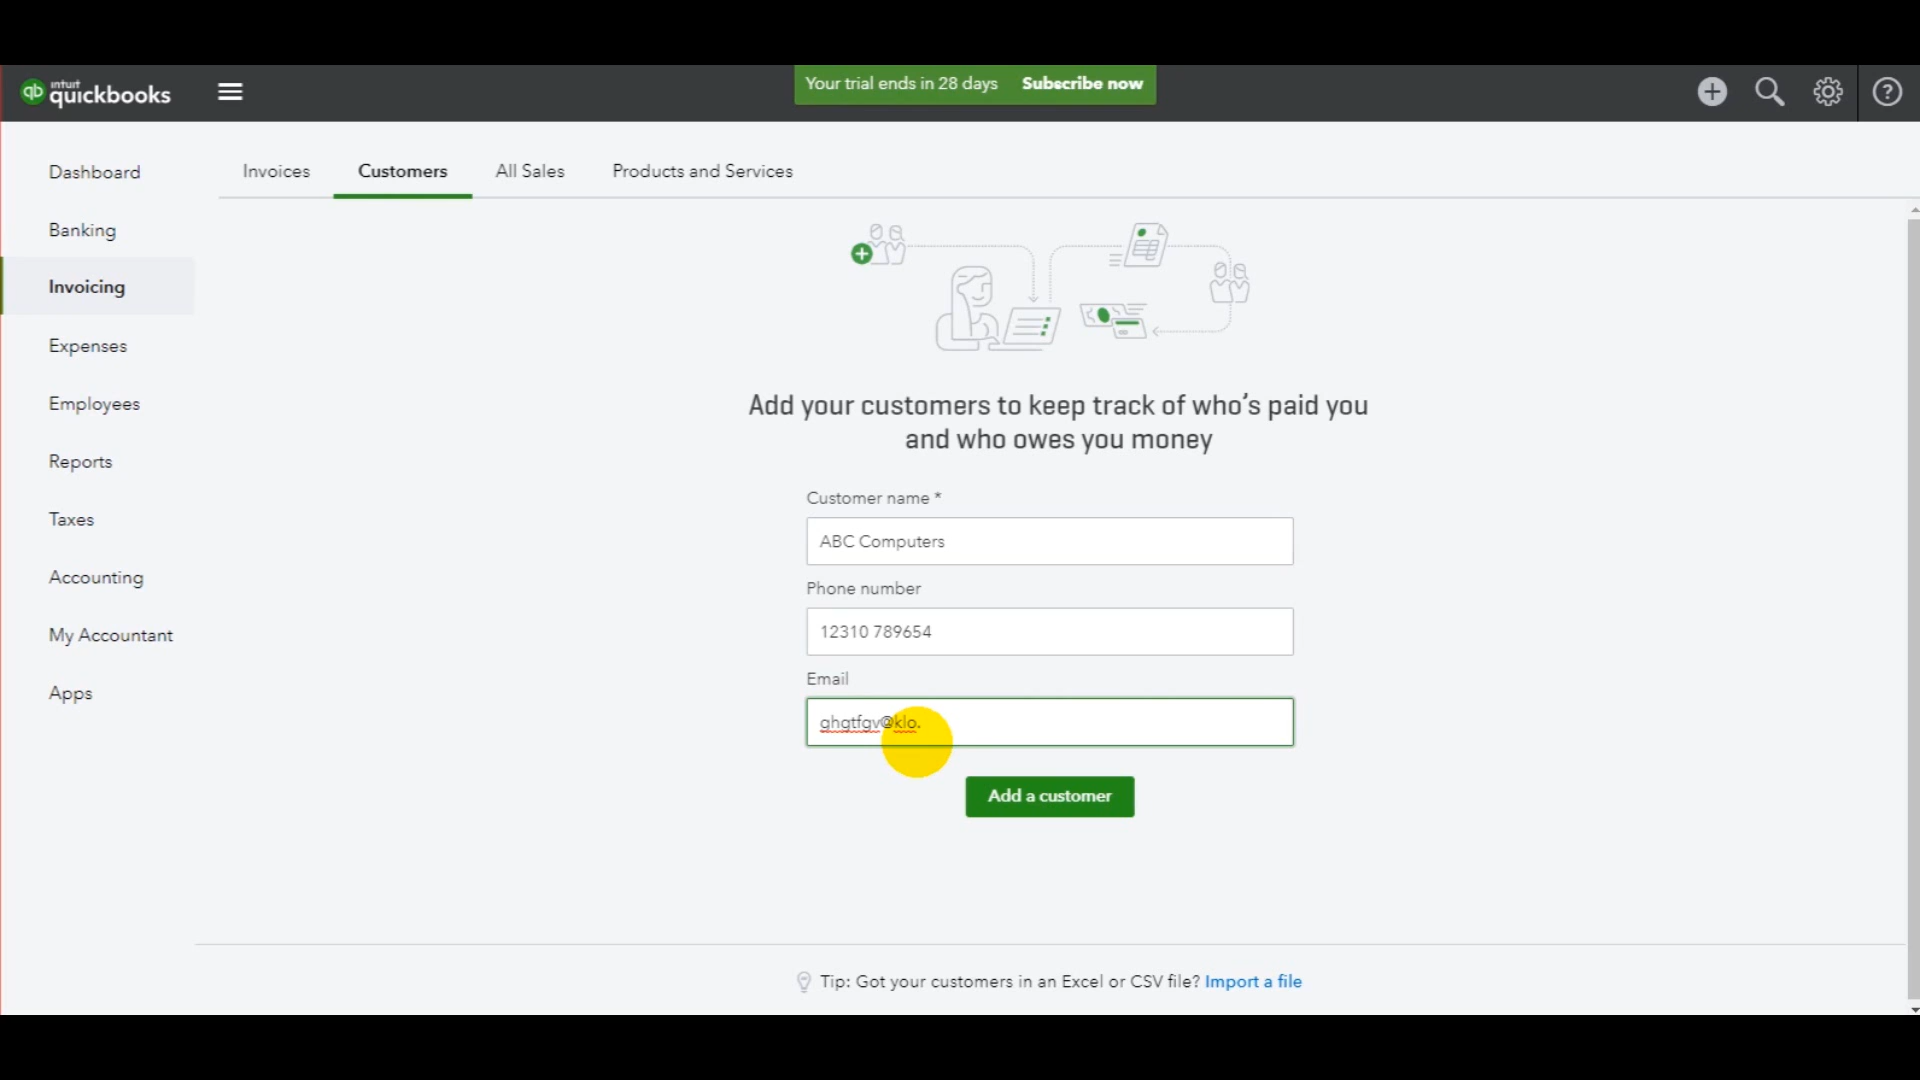 intuit
quickbooks
Your trial ends in 28 days Subscribe now
Dashboard
Banking
Invoicing
Expenses
Employees
Reports
Taxes
Accounting
My Accountant
Apps
Invoices Customers All Sales Products and Services
Add your customers to keep track of who's paid you
and who owes you money
Customer name *
ABC Computers
Phone number
12310 789654
Email
ghgtfgv@klo.
Add a customer
Tip: Got your customers in an Excel or CSV file? Import a file